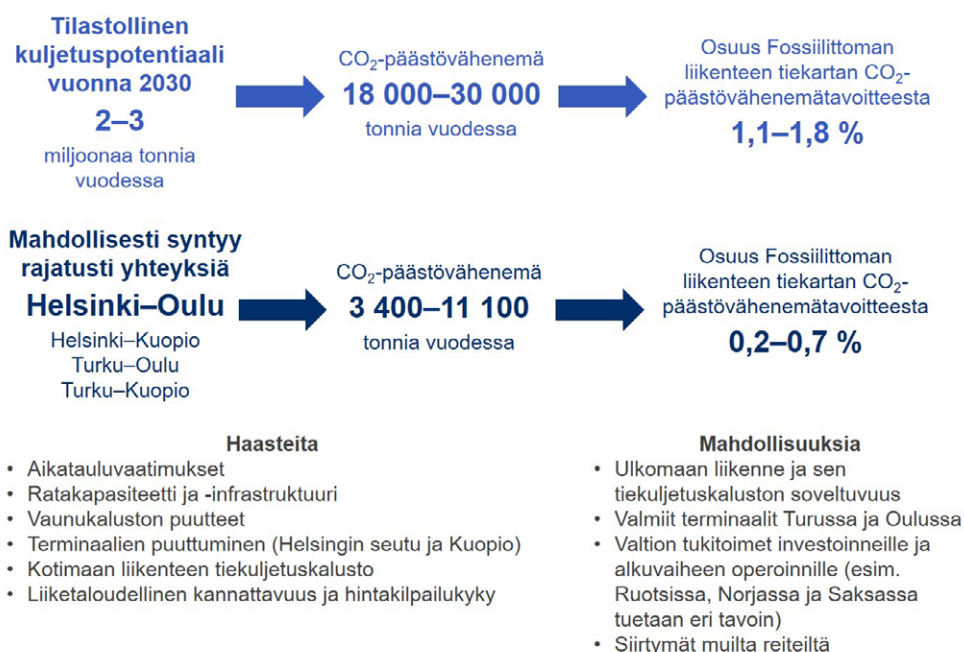 Tilastollinen
kuljetuspotentiaali
vuonna 2030
2–3
miljoonaa tonnia
vuodessa
CO₂-päästövähenemä
18 000–30 000
tonnia vuodessa
Osuus Fossiilittoman
liikenteen tiekartan CO₂-
päästövähenemätavoitteesta
1,1–1,8 %
Mahdollisesti syntyy
rajatusti yhteyksiä
Helsinki–Oulu
Helsinki–Kuopio
Turku–Oulu
Turku–Kuopio
CO₂-päästövähenemä
3 400–11 100
tonnia vuodessa
Osuus Fossiilittoman
liikenteen tiekartan CO₂-
päästövähenemätavoitteesta
0,2–0,7 %
Haasteita
• Aikatauluvaatimukset
• Ratakapasiteetti ja -infrastruktuuri
• Vaunukaluston puutteet
• Terminaalien puuttuminen (Helsingin seutu ja Kuopio)
• Kotimaan liikenteen tiekuljetuskalusto
• Liiketaloudellinen kannattavuus ja hintakilpailukyky
Mahdollisuuksia
• Ulkomaan liikenne ja sen
tiekuljetuskaluston soveltuvuus
• Valmiit terminaalit Turussa ja Oulussa
• Valtion tukitoimet investoinneille ja
alkuvaiheen operoinnille (esim.
Ruotsissa, Norjassa ja Saksassa
tuetaan eri tavoin)
• Siirtymät muilta reiteiltä